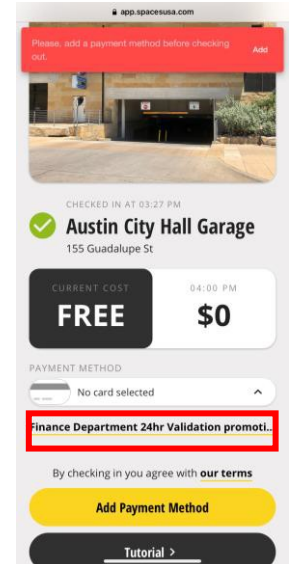 app.spacesusa.com
Please, add a payment method before checking
out.
Add
CHECKED IN AT 03:27 PM
Austin City Hall Garage
155 Guadalupe St
CURRENT COST
FREE
04:00 PM
$0
PAYMENT METHOD
No card selected
Finance Department 24hr Validation promoti..
By checking in you agree with our terms
Add Payment Method
Tutorial >